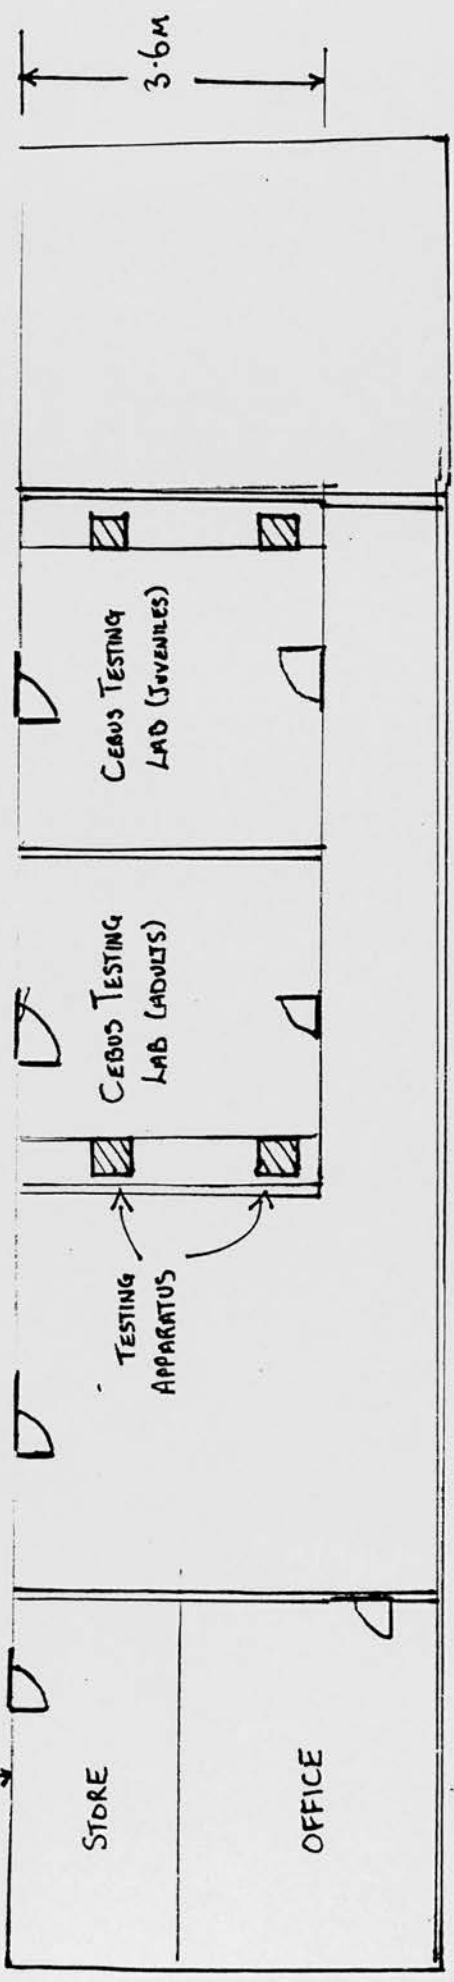 3.6M
CEBUS TESTING
LAB (JUVENILES)
CEBUS TESTING
LAB (ADULTS)
TESTING
APPARATUS
STORE
OFFICE